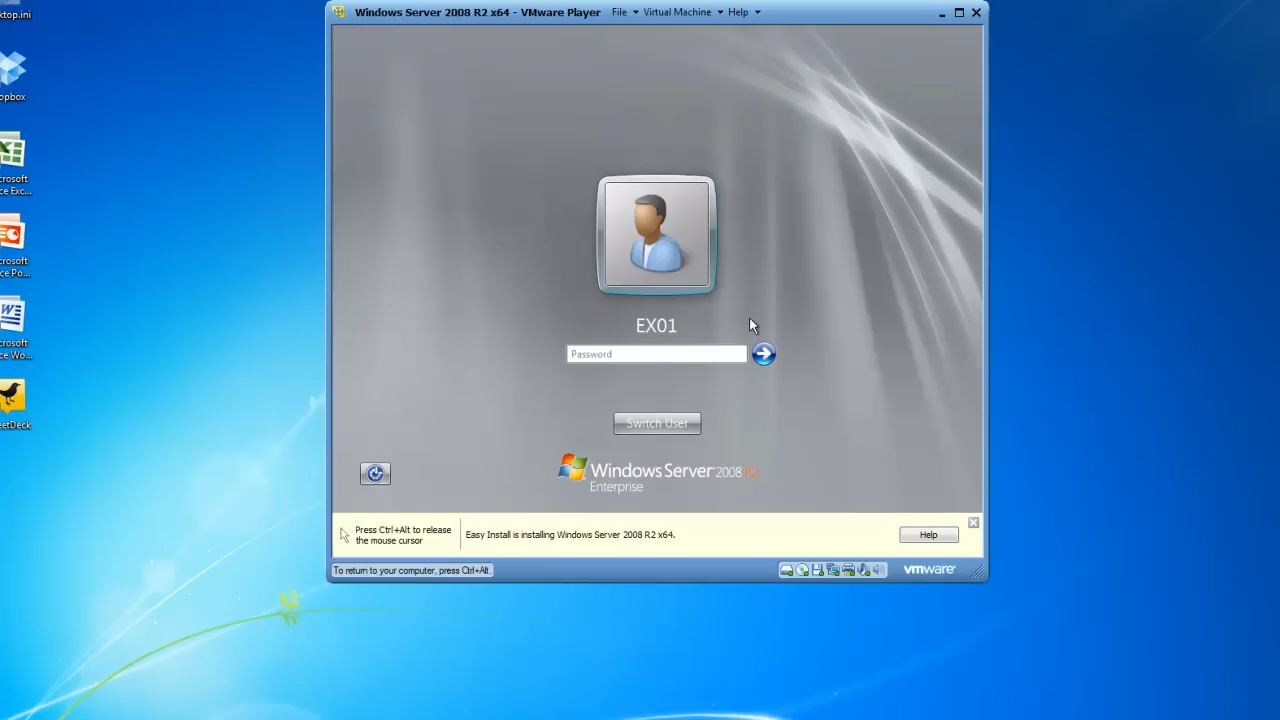 ktop.ini
Windows Server 2008 R2 x64 - VMware Player File Virtual Machine Help
opbox
crosoft
ce Exc...
crosoft
ce Po...
crosoft
ce Wo...
eetDeck
EX01
Password
Switch User
Windows Server 2008 R2
Enterprise
Press Ctrl+Alt to release
the mouse cursor
Easy Install is installing Windows Server 2008 R2 x64.
Help
To return to your computer, press Ctrl+Alt.
vmware